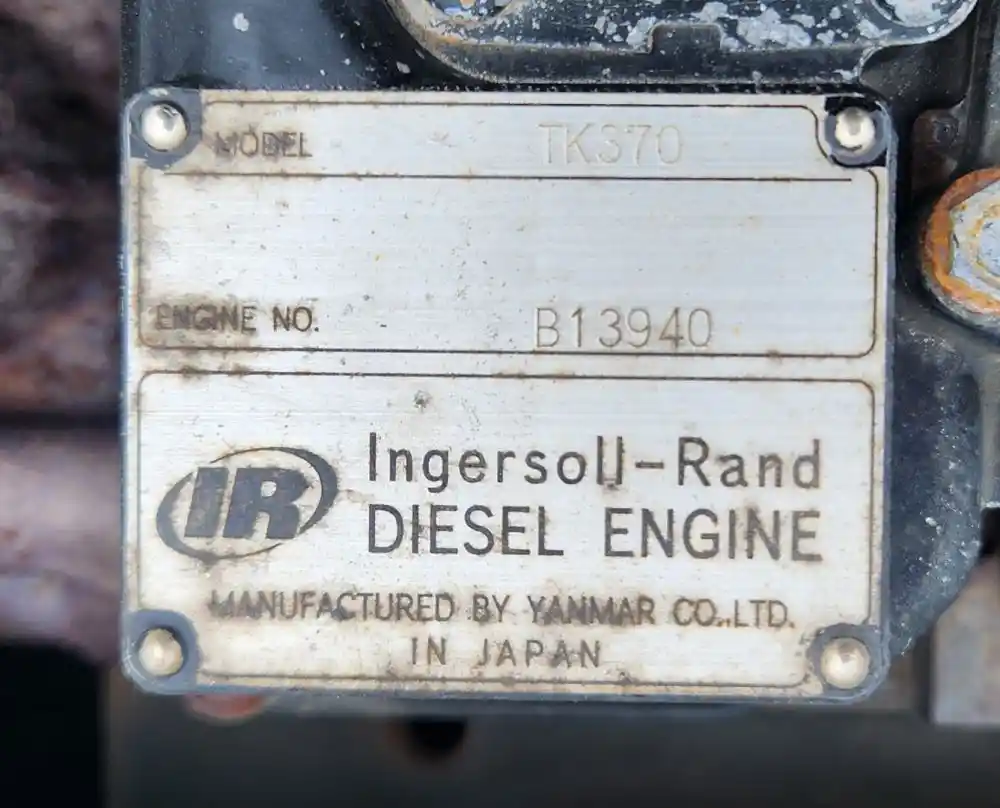 MODEL TK370
ENGINE NO. B13940
IR Ingersoll-Rand
DIESEL ENGINE
MANUFACTURED BY YANMAR CO.,LTD.
IN JAPAN